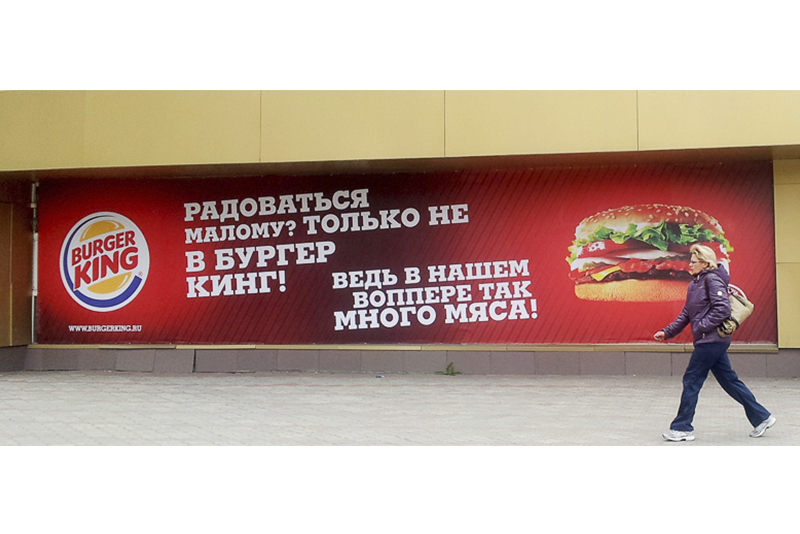 BURGER
KING
®
WWW.BURGERKING.RU
РАДОВАТЬСЯ
МАЛОМУ? ТОЛЬКО НЕ
В БУРГЕР
КИНГ!
ВЕДЬ В НАШЕМ
ВОППЕРЕ ТАК
МНОГО МЯСА!